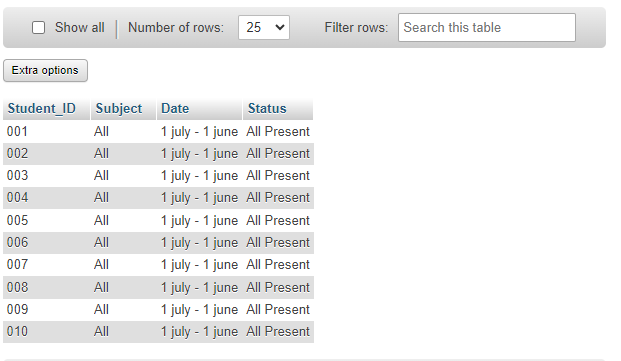 Show all Number of rows: 25 Filter rows: Search this table
Extra options
Student_ID Subject Date Status
001 All 1 july - 1 june All Present
002 All 1 july - 1 june All Present
003 All 1 july - 1 june All Present
004 All 1 july - 1 june All Present
005 All 1 july - 1 june All Present
006 All 1 july - 1 june All Present
007 All 1 july - 1 june All Present
008 All 1 july - 1 june All Present
009 All 1 july - 1 june All Present
010 All 1 july - 1 june All Present